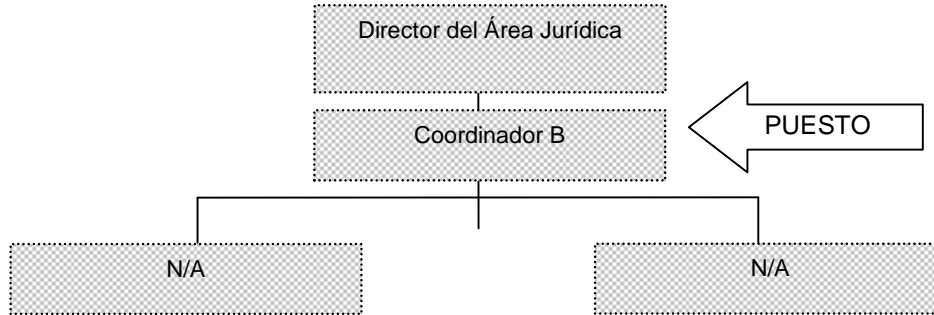 Director del Área Jurídica
Coordinador B
PUESTO
N/A
N/A